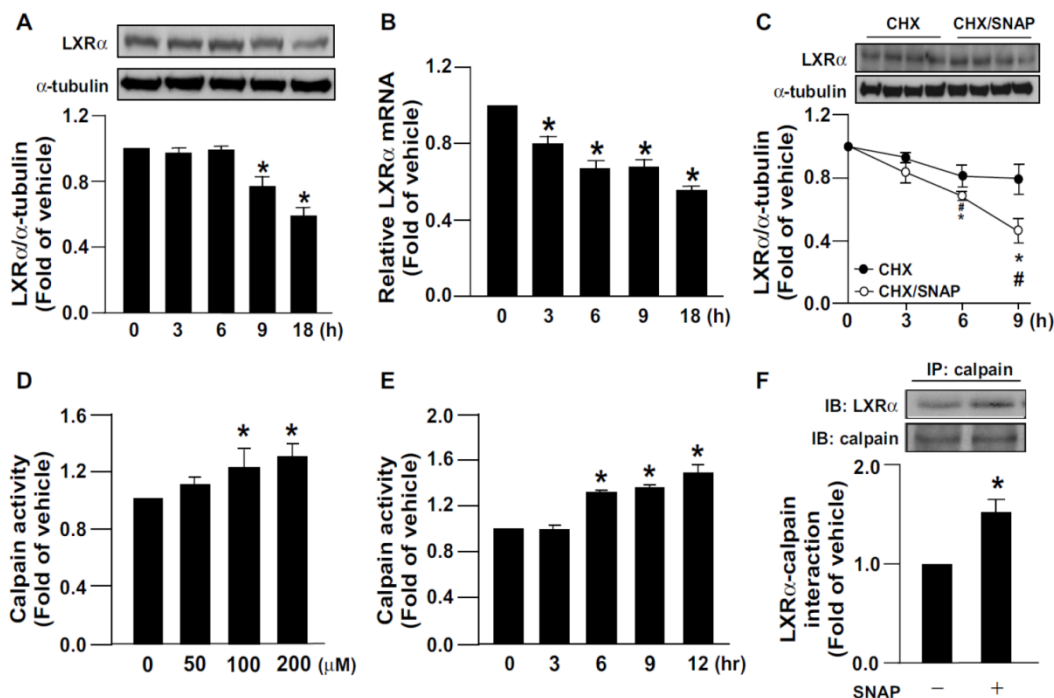 A
LXRα
α-tubulin
LXRα/α-tubulin
(Fold of vehicle)
1.2
0.8
0.4
0.0
* *
0 3 6 9 18 (h)
B
Relative LXRα mRNA
(Fold of vehicle)
1.2
0.9
0.6
0.3
0.0
* * * *
0 3 6 9 18 (h)
C
CHX CHX/SNAP
LXRα
α-tubulin
LXRα/α-tubulin
(Fold of vehicle)
1.2
0.8
0.4
0.0
#
*
*
#
CHX
CHX/SNAP
0 3 6 9 (h)
D
Calpain activity
(Fold of vehicle)
1.6
1.2
0.8
0.4
0.0
* *
0 50 100 200 (μM)
E
Calpain activity
(Fold of vehicle)
2.0
1.6
1.2
0.8
0.4
0.0
* * *
0 3 6 9 12 (hr)
F
IP: calpain
IB: LXRα
IB: calpain
LXRα-calpain
interaction
(Fold of vehicle)
2.0
1.0
0.0
*
SNAP − +